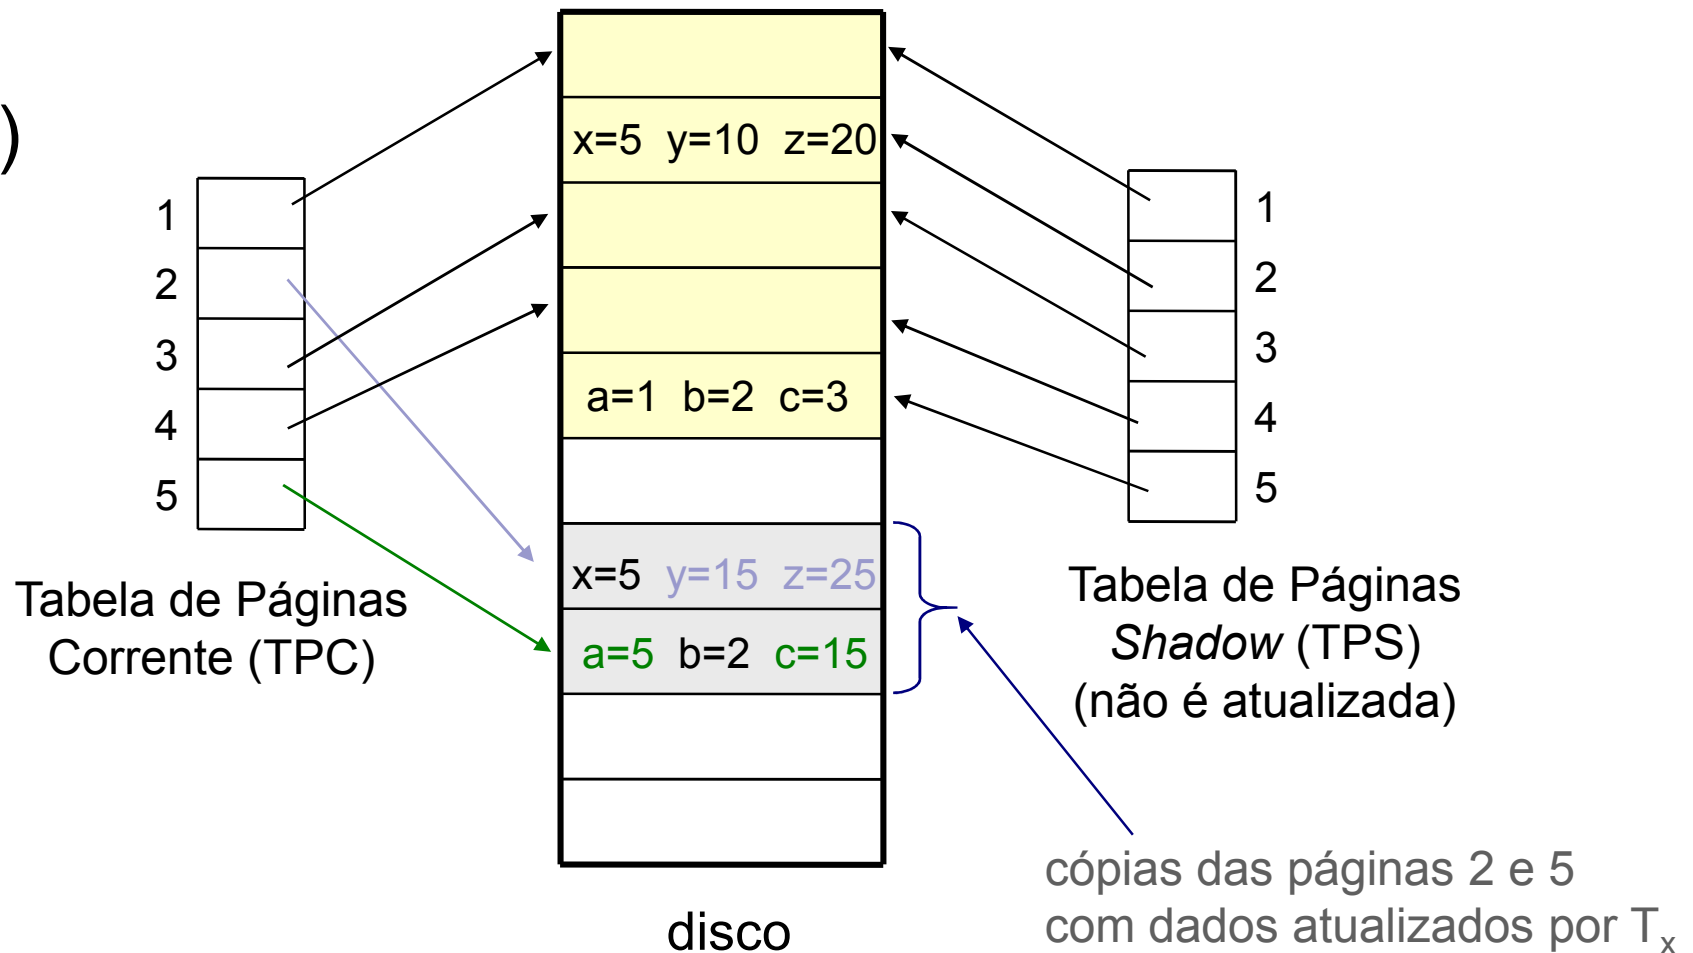 )
1
2
3
4
5
Tabela de Páginas
Corrente (TPC)
x=5 y=10 z=20
a=1 b=2 c=3
x=5 y=15 z=25
a=5 b=2 c=15
disco
1
2
3
4
5
Tabela de Páginas
Shadow (TPS)
(não é atualizada)
cópias das páginas 2 e 5
com dados atualizados por Tx